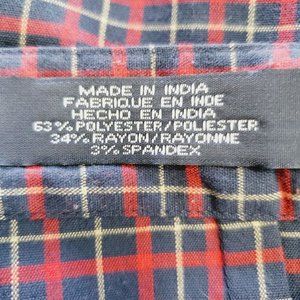 MADE IN INDIA
FABRIQUE EN INDE
HECHO EN INDIA
63% POLYESTER/POLIESTER
34% RAYON/RAYONNE
3% SPANDEX